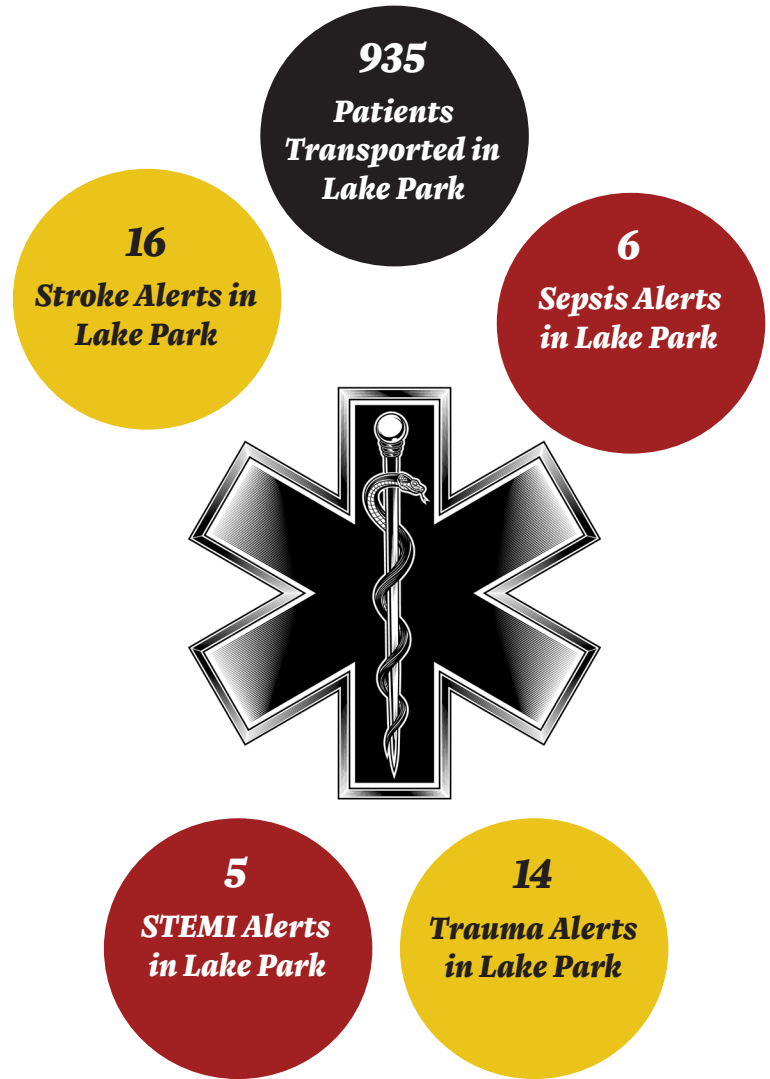 935
Patients
Transported in
Lake Park
16
Stroke Alerts in
Lake Park
6
Sepsis Alerts
in Lake Park
5
STEMI Alerts
in Lake Park
14
Trauma Alerts
in Lake Park